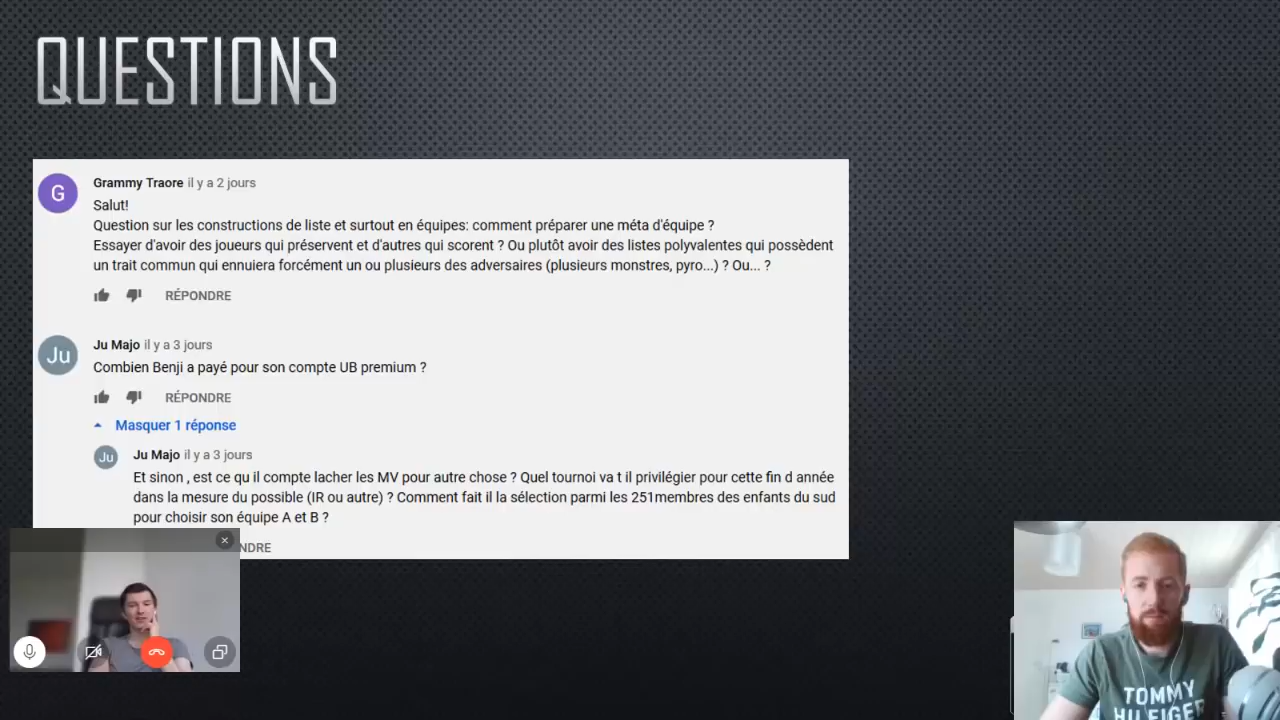 QUESTIONS
G
Grammy Traore il y a 2 jours
Salut!
Question sur les constructions de liste et surtout en équipes: comment préparer une méta d'équipe ?
Essayer d'avoir des joueurs qui préservent et d'autres qui scorent ? Ou plutôt avoir des listes polyvalentes qui possèdent
un trait commun qui ennuiera forcément un ou plusieurs des adversaires (plusieurs monstres, pyro...) ? Ou... ?
RÉPONDRE
Ju
Ju Majo il y a 3 jours
Combien Benji a payé pour son compte UB premium ?
RÉPONDRE
Masquer 1 réponse
Ju
Ju Majo il y a 3 jours
Et sinon , est ce qu il compte lacher les MV pour autre chose ? Quel tournoi va t il privilégier pour cette fin d année
dans la mesure du possible (IR ou autre) ? Comment fait il la sélection parmi les 251membres des enfants du sud
pour choisir son équipe A et B ?
NDRE
TOMMY
HILFIGER